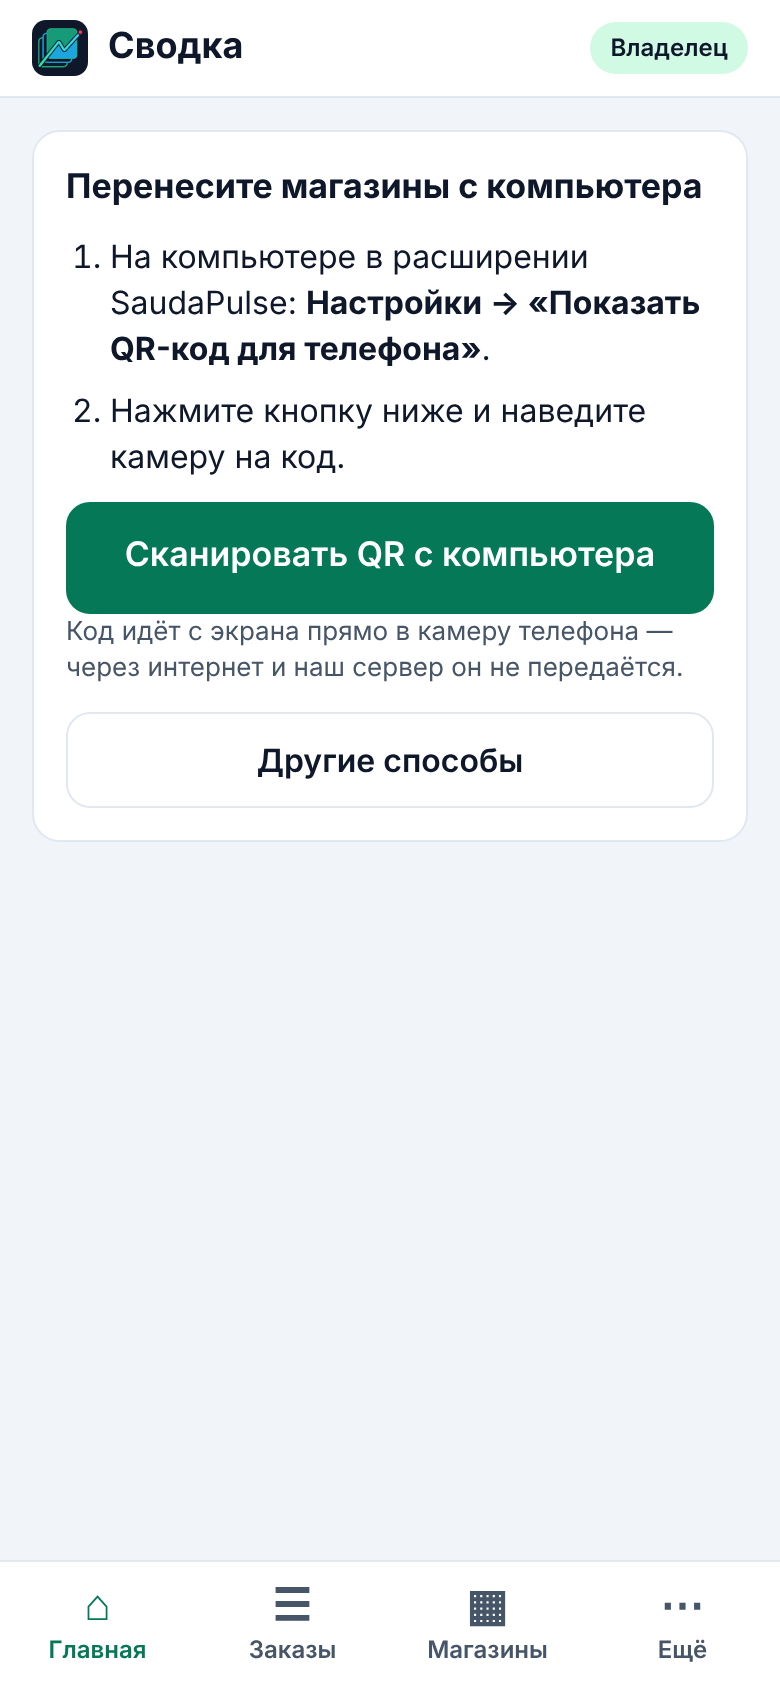 Сводка
Владелец
Перенесите магазины с компьютера
1. На компьютере в расширении
SaudaPulse: Настройки → «Показать
QR-код для телефона».
2. Нажмите кнопку ниже и наведите
камеру на код.
Сканировать QR с компьютера
Код идёт с экрана прямо в камеру телефона —
через интернет и наш сервер он не передаётся.
Другие способы
Главная
Заказы
Магазины
Ещё